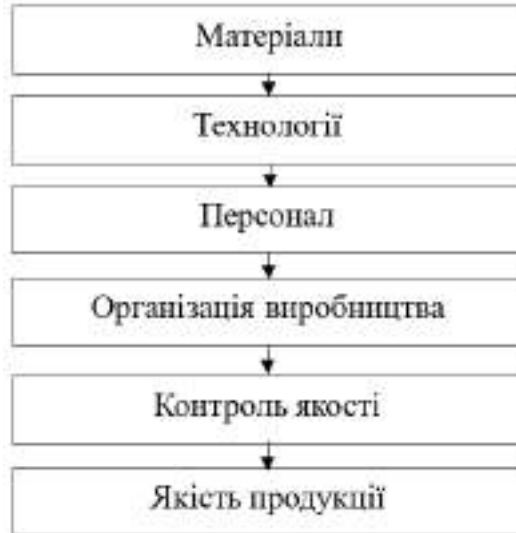 Матеріали
Технології
Персонал
Організація виробництва
Контроль якості
Якість продукції